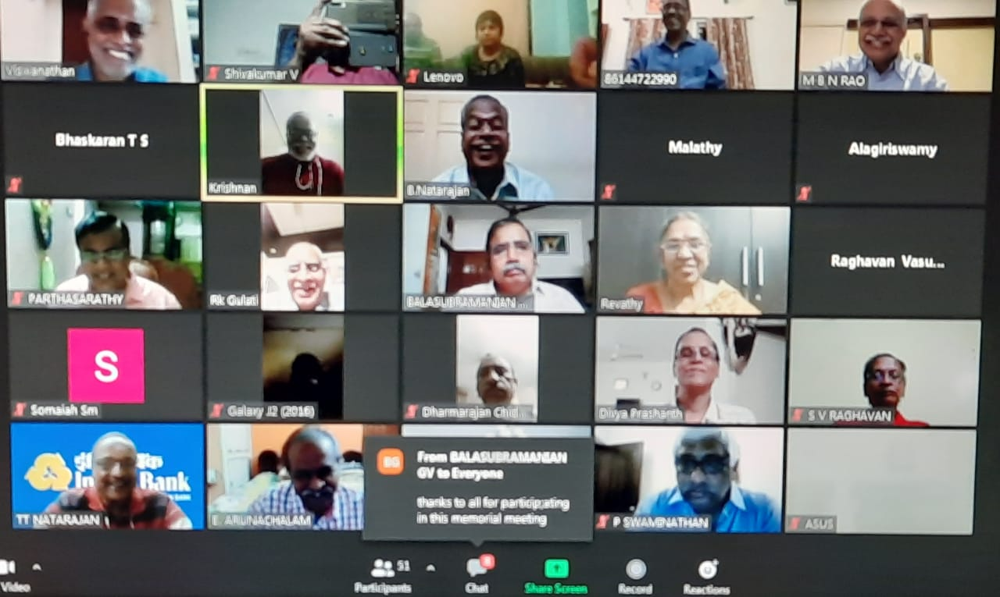 Viswanathan
Shivakumar V
Lenovo
86144722990
M B N RAO
Bhaskaran T S
Krishnan
B.Natarajan
Malathy
Alagiriswamy
PARTHASARATHY
Rk Gulati
BALASUBRAMANIAN ...
Revathy
Raghavan Vasu...
S
Somaiah Sm
Galaxy J2 (2016)
Dharmarajan Chid...
Divya Prashanth
S V RAGHAVAN
Bank
TT NATARAJAN
E. ARUNACHALAM
BG
From BALASUBRAMANIAN
GV to Everyone
thanks to all for participating
in this memorial meeting
P SWAMINATHAN
ASUS
Video
51
Participants
8
Chat
Share Screen
Record
Reactions